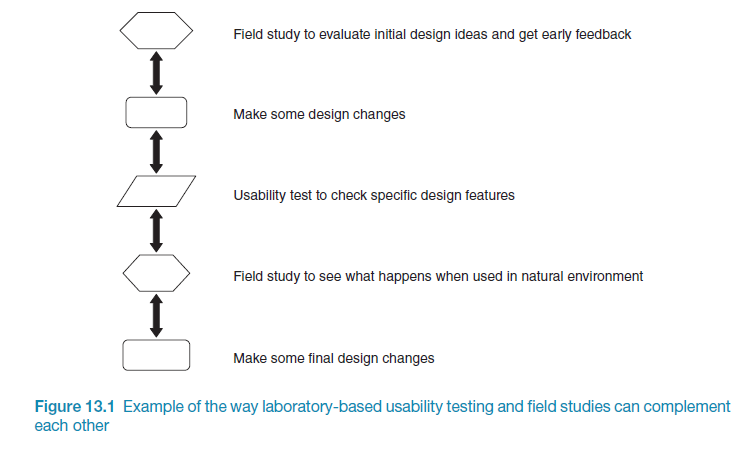 Field study to evaluate initial design ideas and get early feedback
Make some design changes
Usability test to check specific design features
Field study to see what happens when used in natural environment
Make some final design changes
Figure 13.1 Example of the way laboratory-based usability testing and field studies can complement
each other